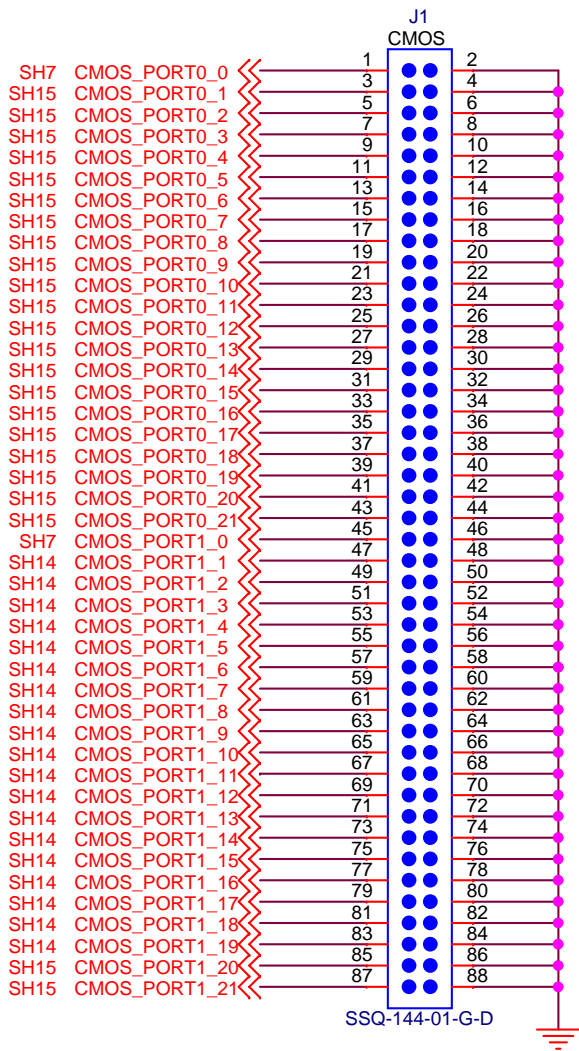 J1
CMOS
SH7 CMOS_PORT0_0 1 2
SH15 CMOS_PORT0_1 3 4
SH15 CMOS_PORT0_2 5 6
SH15 CMOS_PORT0_3 7 8
SH15 CMOS_PORT0_4 9 10
SH15 CMOS_PORT0_5 11 12
SH15 CMOS_PORT0_6 13 14
SH15 CMOS_PORT0_7 15 16
SH15 CMOS_PORT0_8 17 18
SH15 CMOS_PORT0_9 19 20
SH15 CMOS_PORT0_10 21 22
SH15 CMOS_PORT0_11 23 24
SH15 CMOS_PORT0_12 25 26
SH15 CMOS_PORT0_13 27 28
SH15 CMOS_PORT0_14 29 30
SH15 CMOS_PORT0_15 31 32
SH15 CMOS_PORT0_16 33 34
SH15 CMOS_PORT0_17 35 36
SH15 CMOS_PORT0_18 37 38
SH15 CMOS_PORT0_19 39 40
SH15 CMOS_PORT0_20 41 42
SH15 CMOS_PORT0_21 43 44
SH7 CMOS_PORT1_0 45 46
SH14 CMOS_PORT1_1 47 48
SH14 CMOS_PORT1_2 49 50
SH14 CMOS_PORT1_3 51 52
SH14 CMOS_PORT1_4 53 54
SH14 CMOS_PORT1_5 55 56
SH14 CMOS_PORT1_6 57 58
SH14 CMOS_PORT1_7 59 60
SH14 CMOS_PORT1_8 61 62
SH14 CMOS_PORT1_9 63 64
SH14 CMOS_PORT1_10 65 66
SH14 CMOS_PORT1_11 67 68
SH14 CMOS_PORT1_12 69 70
SH14 CMOS_PORT1_13 71 72
SH14 CMOS_PORT1_14 73 74
SH14 CMOS_PORT1_15 75 76
SH14 CMOS_PORT1_16 77 78
SH14 CMOS_PORT1_17 79 80
SH14 CMOS_PORT1_18 81 82
SH14 CMOS_PORT1_19 83 84
SH15 CMOS_PORT1_20 85 86
SH15 CMOS_PORT1_21 87 88
SSQ-144-01-G-D